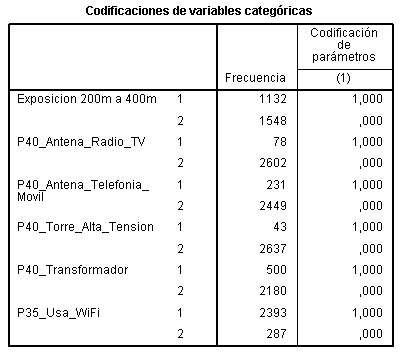 Codificaciones de variables categóricas
Frecuencia Codificación de parámetros
(1)
Exposicion 200m a 400m 1 1132 1,000
2 1548 ,000
P40_Antena_Radio_TV 1 78 1,000
2 2602 ,000
P40_Antena_Telefonia_Movil 1 231 1,000
2 2449 ,000
P40_Torre_Alta_Tension 1 43 1,000
2 2637 ,000
P40_Transformador 1 500 1,000
2 2180 ,000
P35_Usa_WiFi 1 2393 1,000
2 287 ,000